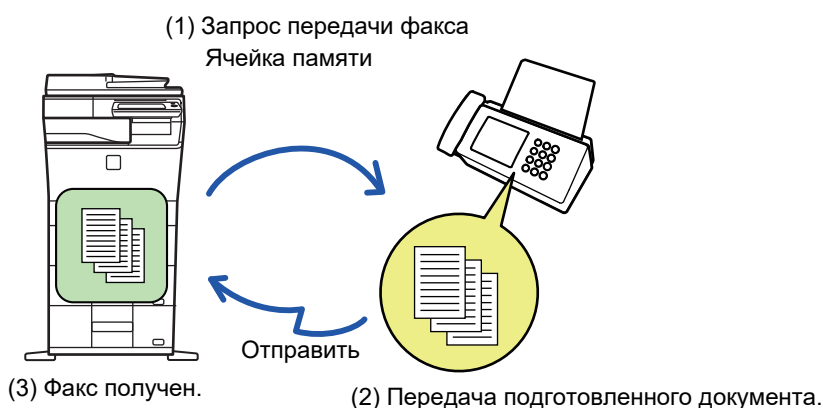 (1) Запрос передачи факса
Ячейка памяти
Отправить
(3) Факс получен.
(2) Передача подготовленного документа.